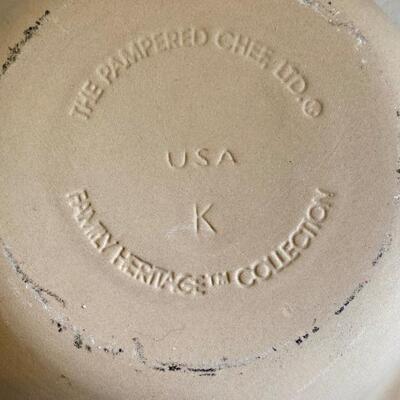 THE PAMPERED CHEF, LTD.®
USA
K
FAMILY HERITAGE™ COLLECTION